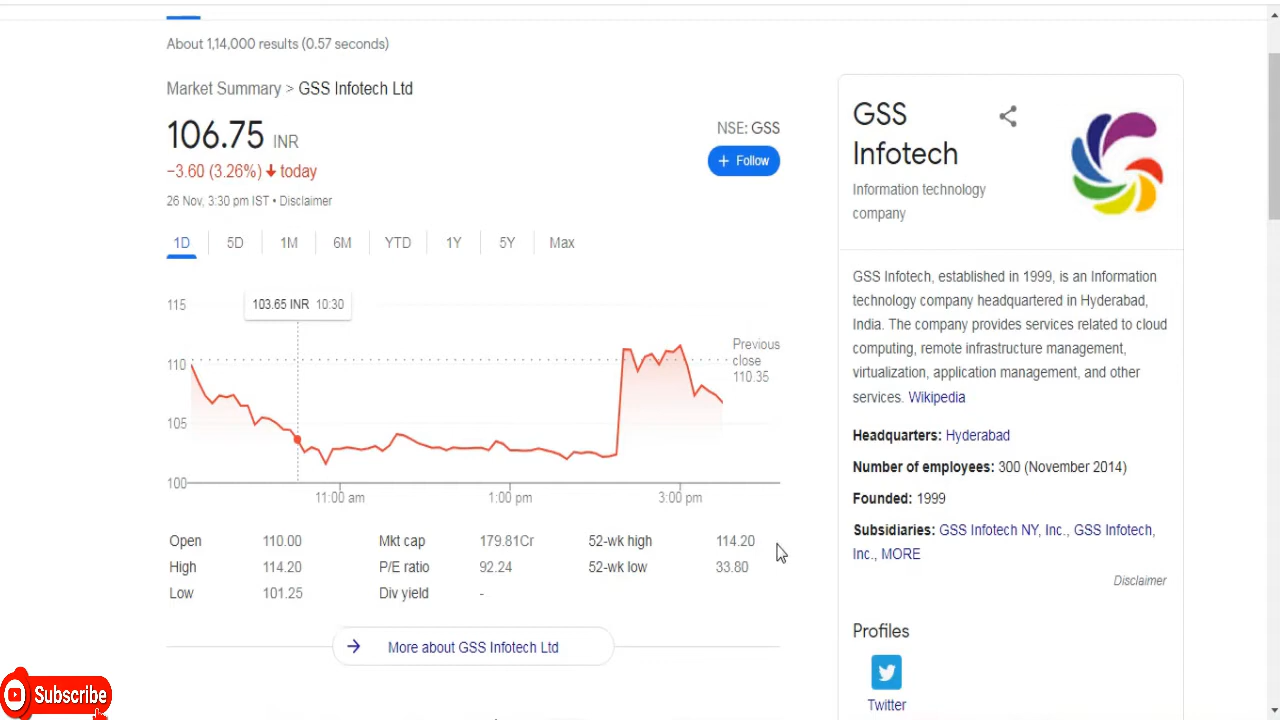 About 1,14,000 results (0.57 seconds)
Market Summary > GSS Infotech Ltd
106.75 INR
−3.60 (3.26%) ↓ today
26 Nov, 3:30 pm IST • Disclaimer
NSE: GSS
+ Follow
1D 5D 1M 6M YTD 1Y 5Y Max
103.65 INR 10:30
115
110
105
100
Previous
close
110.35
11:00 am 1:00 pm 3:00 pm
Open 110.00 Mkt cap 179.81Cr 52-wk high 114.20
High 114.20 P/E ratio 92.24 52-wk low 33.80
Low 101.25 Div yield -
→ More about GSS Infotech Ltd
GSS
Infotech
Information technology
company
GSS Infotech, established in 1999, is an Information
technology company headquartered in Hyderabad,
India. The company provides services related to cloud
computing, remote infrastructure management,
virtualization, application management, and other
services. Wikipedia
Headquarters: Hyderabad
Number of employees: 300 (November 2014)
Founded: 1999
Subsidiaries: GSS Infotech NY, Inc., GSS Infotech,
Inc., MORE
Disclaimer
Profiles
Twitter
Subscribe